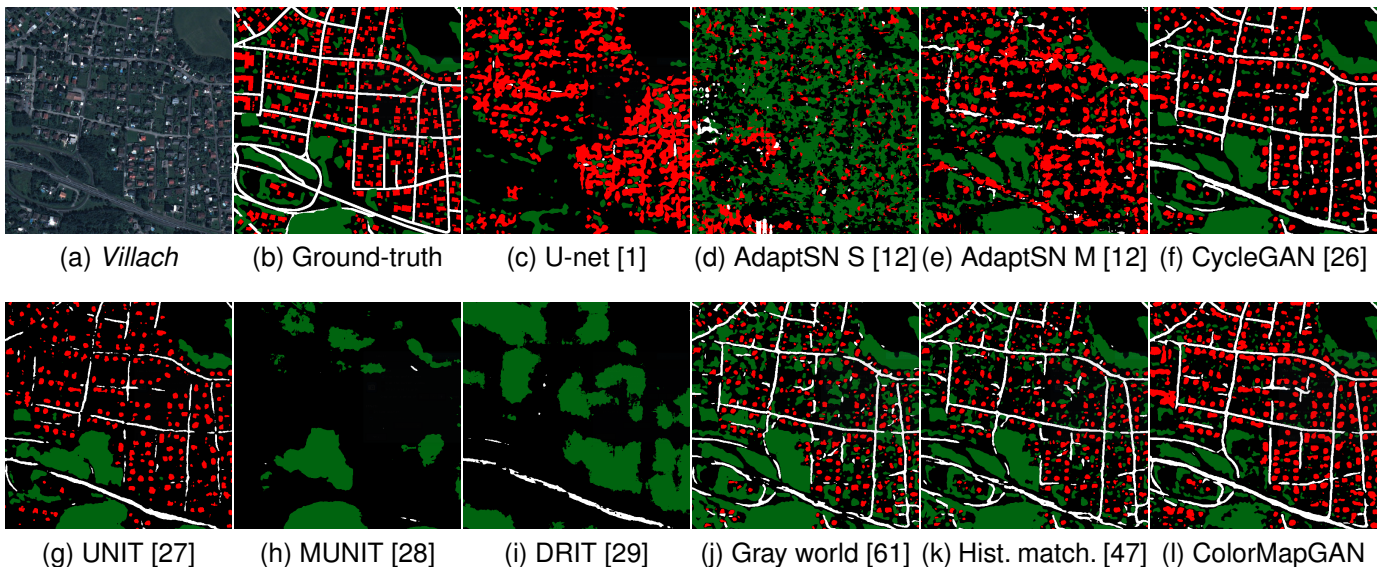 (a) Villach (b) Ground-truth (c) U-net [1] (d) AdaptSN S [12] (e) AdaptSN M [12] (f) CycleGAN [26]
(g) UNIT [27] (h) MUNIT [28] (i) DRIT [29] (j) Gray world [61] (k) Hist. match. [47] (l) ColorMapGAN